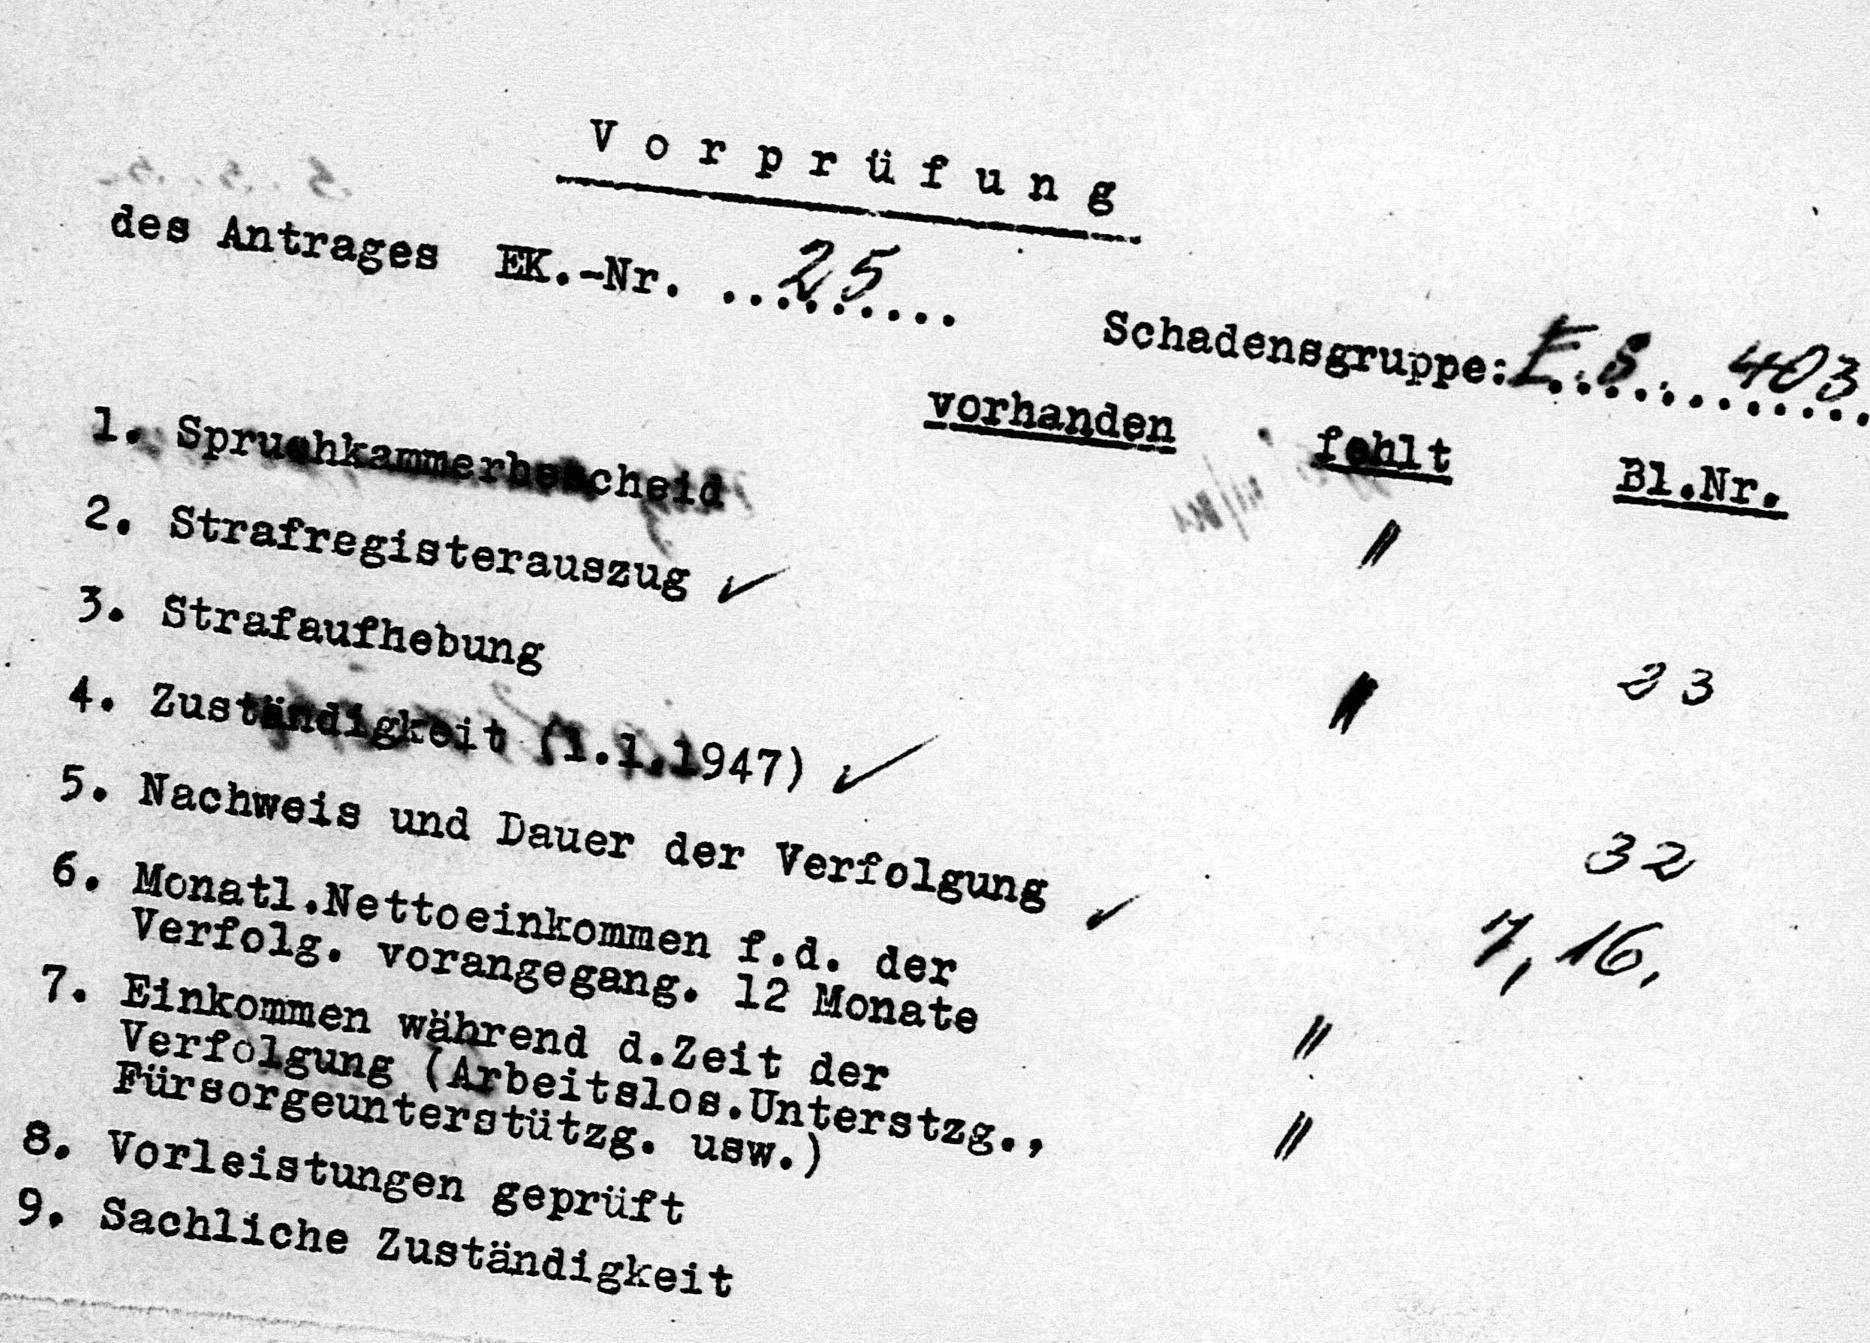 Vorprüfung
des Antrages EK.-Nr. ...25......
Schadensgruppe: E.S. 403
vorhanden fehlt Bl.Nr.
1. Spruchkammerbescheid "
2. Strafregisterauszug ✓ 23
3. Strafaufhebung "
4. Zuständigkeit (1.1.1947) ✓ 32
5. Nachweis und Dauer der Verfolgung ✓ 7, 16.
6. Monatl.Nettoeinkommen f.d. der
Verfolg. vorangegang. 12 Monate "
7. Einkommen während d.Zeit der
Verfolgung (Arbeitslos.Unterstzg.,
Fürsorgeunterstützg. usw.) "
8. Vorleistungen geprüft
9. Sachliche Zuständigkeit